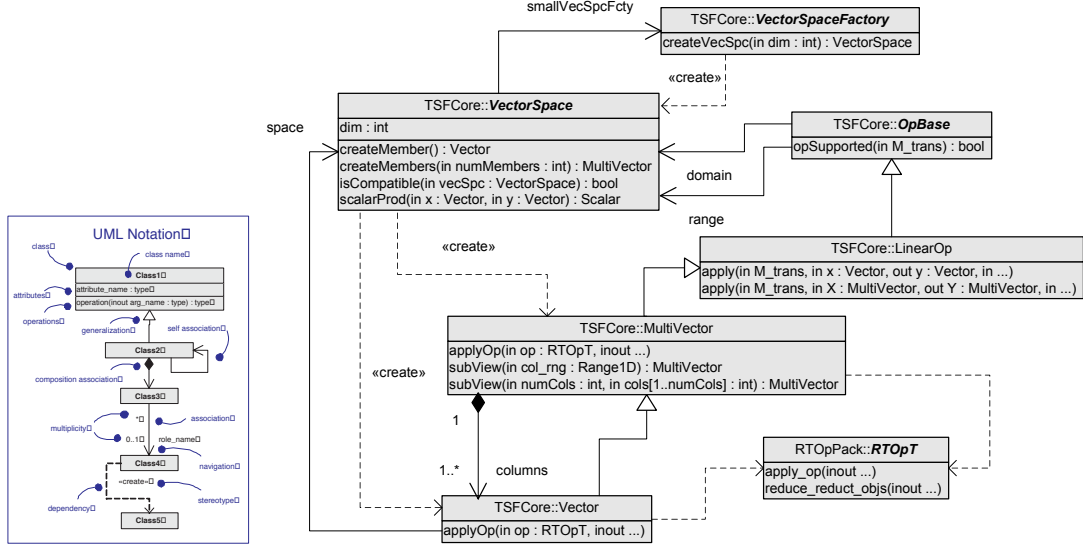 smallVecSpcFcty
TSFCore::VectorSpaceFactory
createVecSpc(in dim : int) : VectorSpace
«create»
TSFCore::VectorSpace
dim : int
createMember() : Vector
createMembers(in numMembers : int) : MultiVector
isCompatible(in vecSpc : VectorSpace) : bool
scalarProd(in x : Vector, in y : Vector) : Scalar
space
TSFCore::OpBase
opSupported(in M_trans) : bool
domain
range
«create»
TSFCore::LinearOp
apply(in M_trans, in x : Vector, out y : Vector, in ...)
apply(in M_trans, in X : MultiVector, out Y : MultiVector, in ...)
TSFCore::MultiVector
applyOp(in op : RTOpT, inout ...)
subView(in col_rng : Range1D) : MultiVector
subView(in numCols : int, in cols[1..numCols] : int) : MultiVector
«create»
1
1..*
columns
RTOpPack::RTOpT
apply_op(inout ...)
reduce_reduct_objs(inout ...)
TSFCore::Vector
applyOp(in op : RTOpT, inout ...)
UML Notation
class
class name
Class1
attributes
attribute_name : type
operation(inout arg_name : type) : type
operations
generalization
self association
Class2
composition association
Class3
*
association
multiplicity
0..1
role_name
Class4
navigation
«create»
stereotype
dependency
Class5